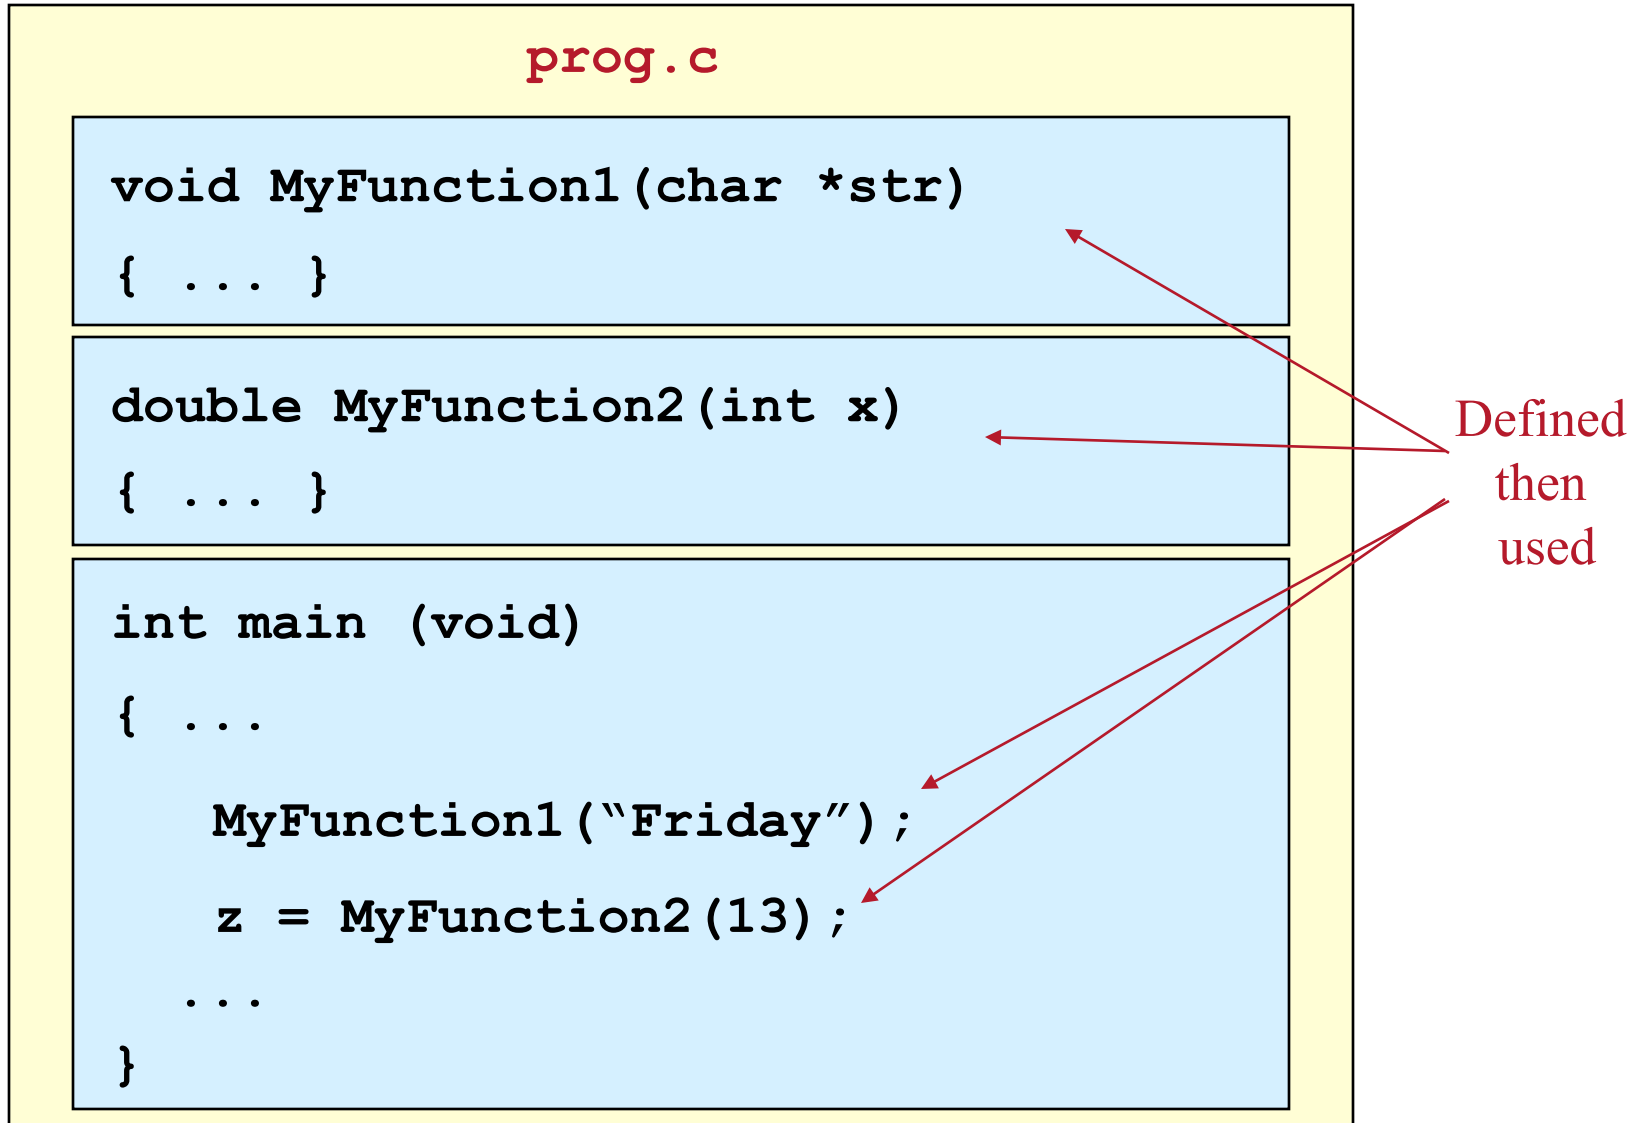 prog.c
void MyFunction1(char *str)
{ ... }
double MyFunction2(int x)
{ ... }
int main (void)
{ ...
MyFunction1(“Friday”);
z = MyFunction2(13);
...
}
Defined
then
used